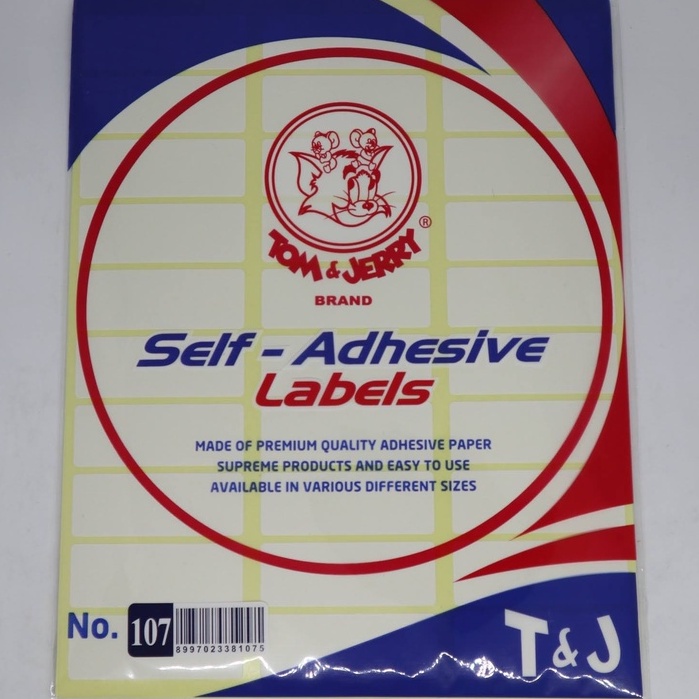 TOM & JERRY ®
BRAND
Self - Adhesive
Labels
MADE OF PREMIUM QUALITY ADHESIVE PAPER
SUPREME PRODUCTS AND EASY TO USE
AVAILABLE IN VARIOUS DIFFERENT SIZES
No. 107
8997023381075
T & J